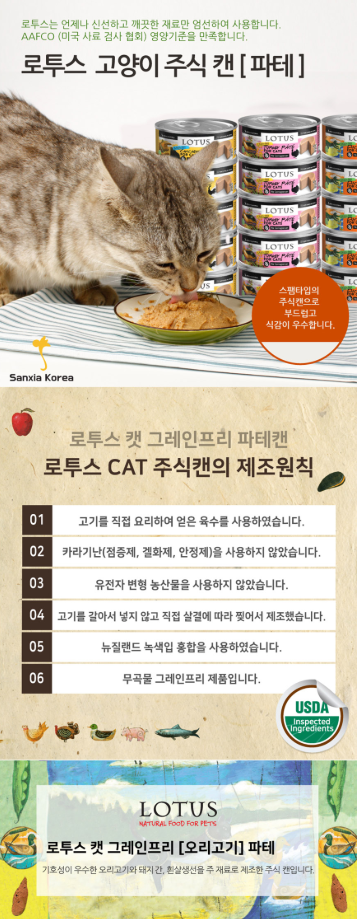 로투스는 언제나 신선하고 깨끗한 재료만 엄선하여 사용합니다.
AAFCO (미국 사료 검사 협회) 영양기준을 만족합니다.
로투스 고양이 주식 캔 [ 파테 ]
LOTUS
LOTUS
LOTUS
LOTUS
LOTUS
스팸타입의
주식캔으로
부드럽고
식감이 우수합니다.
Sanxia Korea
로투스 캣 그레인프리 파테캔
로투스 CAT 주식캔의 제조원칙
01 고기를 직접 요리하여 얻은 육수를 사용하였습니다.
02 카라기난(점증제, 겔화제, 안정제)을 사용하지 않았습니다.
03 유전자 변형 농산물을 사용하지 않았습니다.
04 고기를 갈아서 넣지 않고 직접 살결에 따라 찢어서 제조했습니다.
05 뉴질랜드 녹색입 홍합을 사용하였습니다.
06 무곡물 그레인프리 제품입니다.
USDA
Inspected
Ingredients
LOTUS
NATURAL FOOD FOR PETS
로투스 캣 그레인프리 [오리고기] 파테
기호성이 우수한 오리고기와 돼지간, 흰살생선을 주 재료로 제조한 주식 캔입니다.